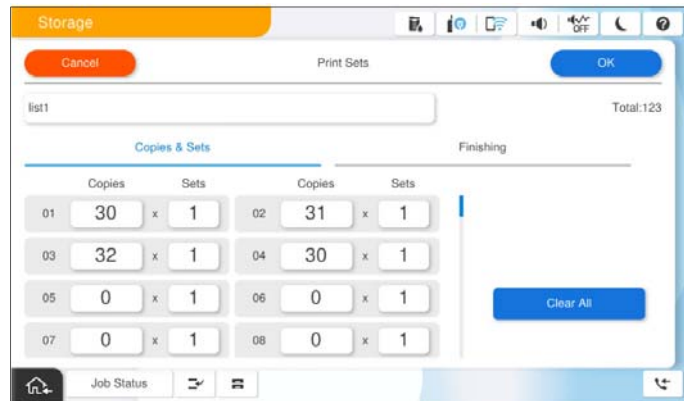 Storage
OFF
Cancel Print Sets OK
list1 Total:123
Copies & Sets Finishing
Copies Sets Copies Sets
01 30 x 1 02 31 x 1
03 32 x 1 04 30 x 1
05 0 x 1 06 0 x 1
Clear All
07 0 x 1 08 0 x 1
Job Status